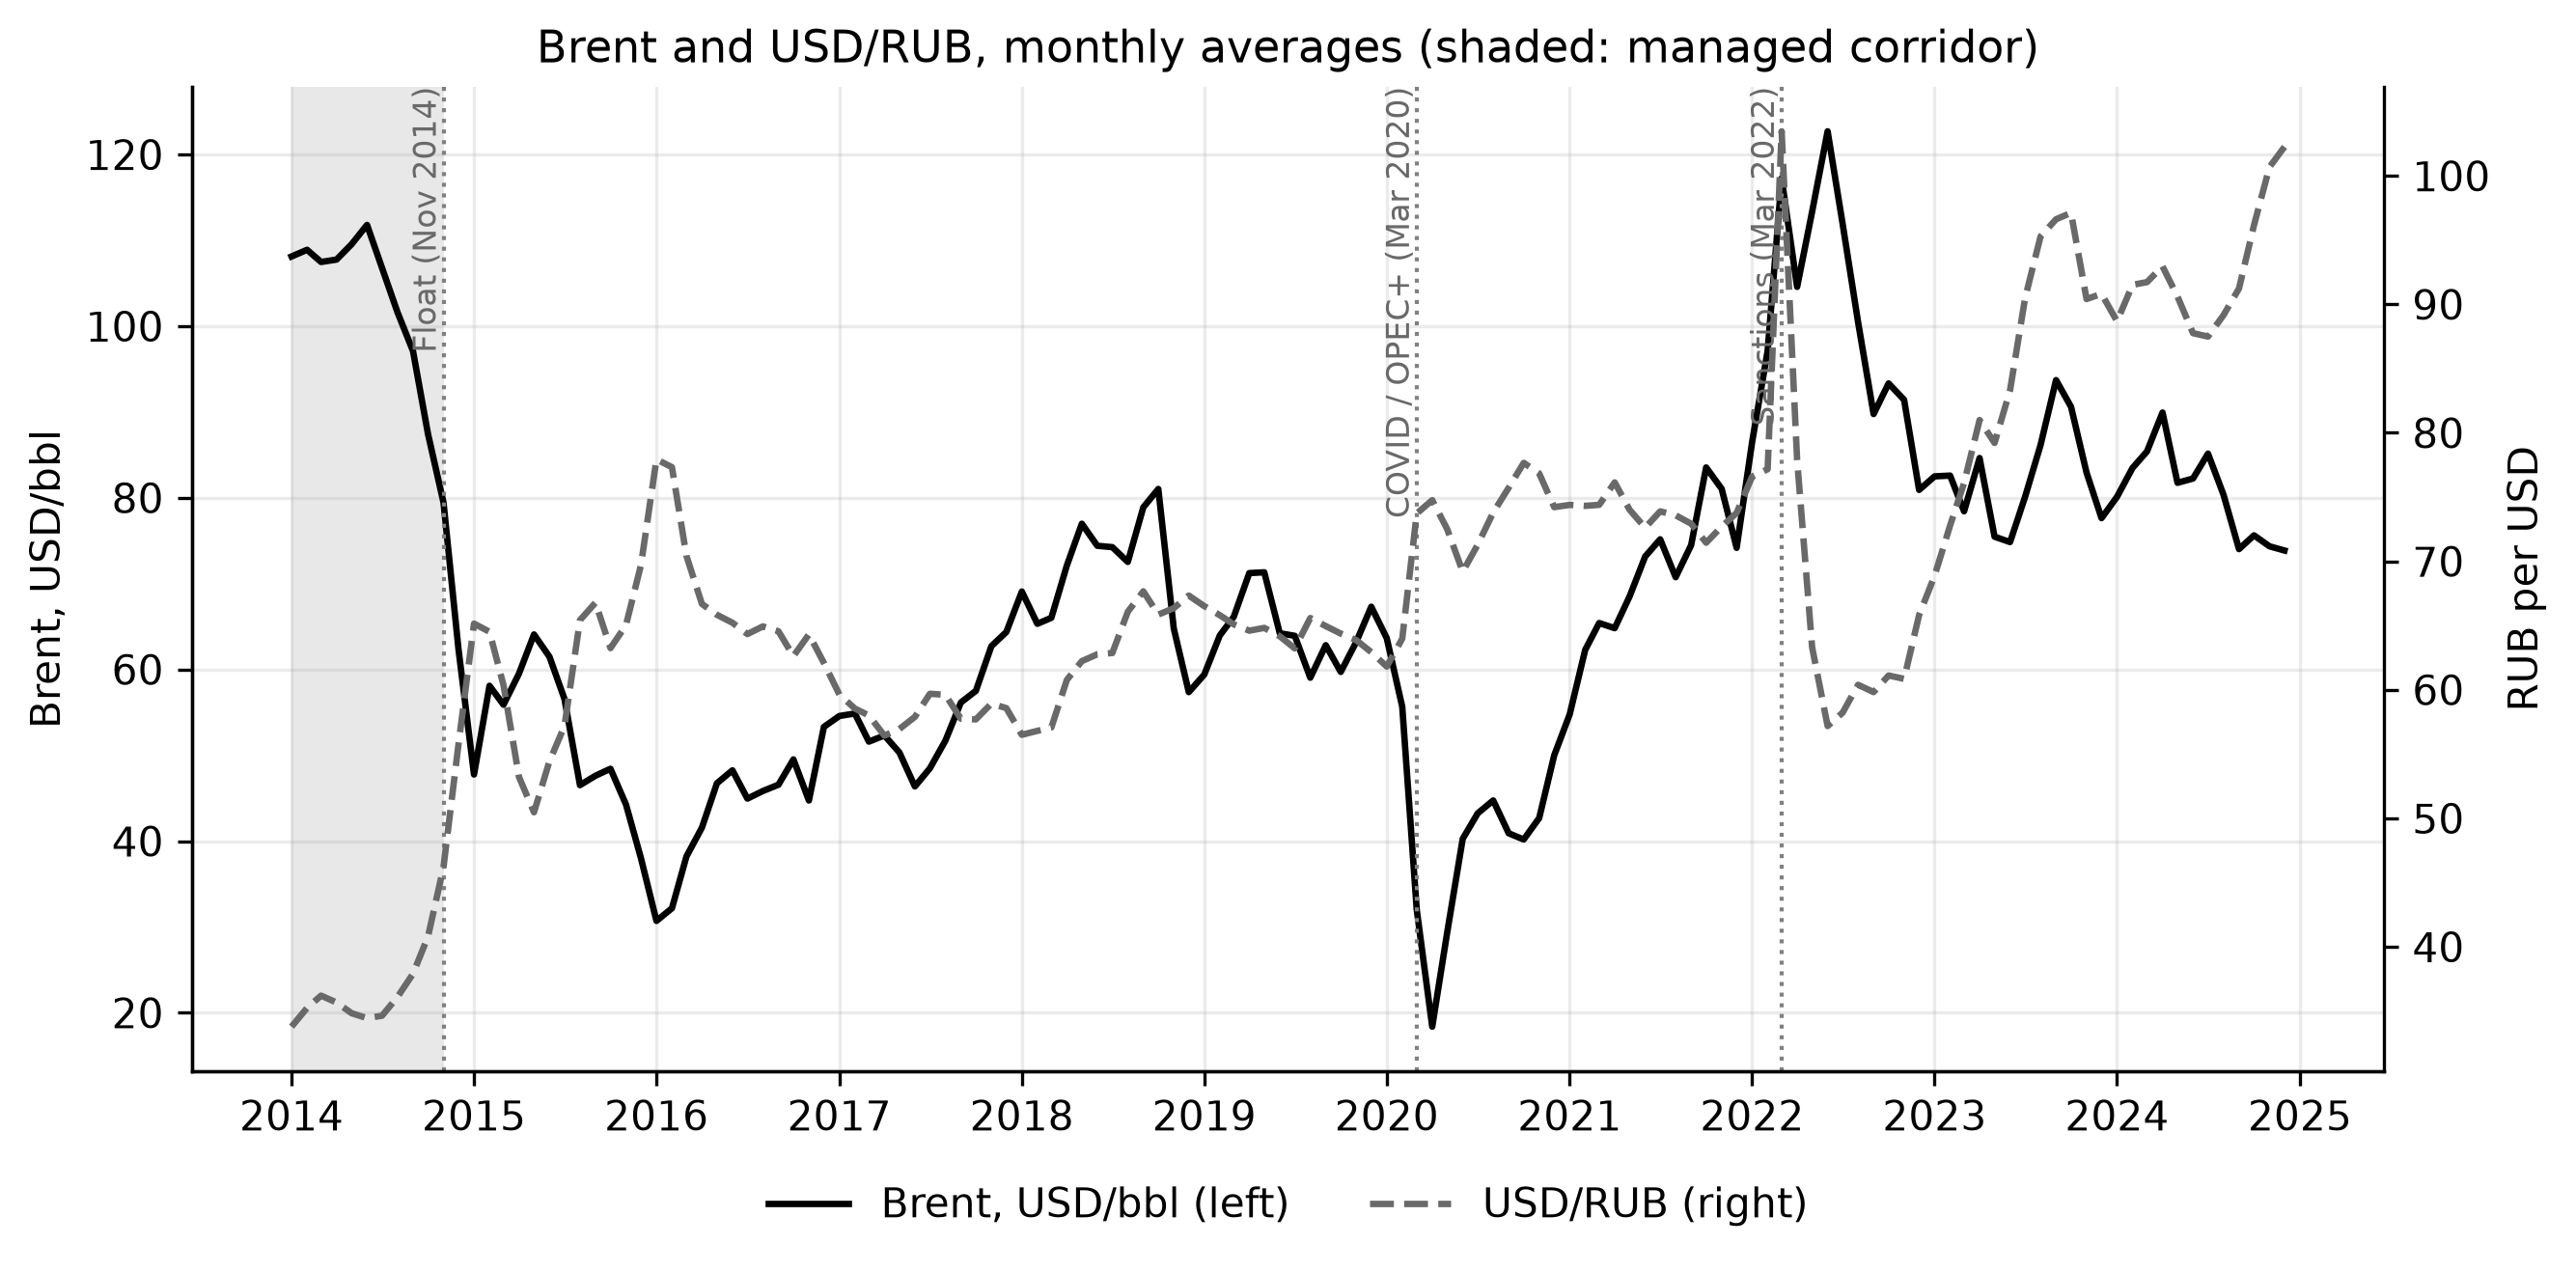 Brent and USD/RUB, monthly averages (shaded: managed corridor)
Brent, USD/bbl
120
100
80
60
40
20
Float (Nov 2014)
COVID / OPEC+ (Mar 2020)
Sanctions (Mar 2022)
100
90
80
70
60
50
40
RUB per USD
2014 2015 2016 2017 2018 2019 2020 2021 2022 2023 2024 2025
Brent, USD/bbl (left) USD/RUB (right)